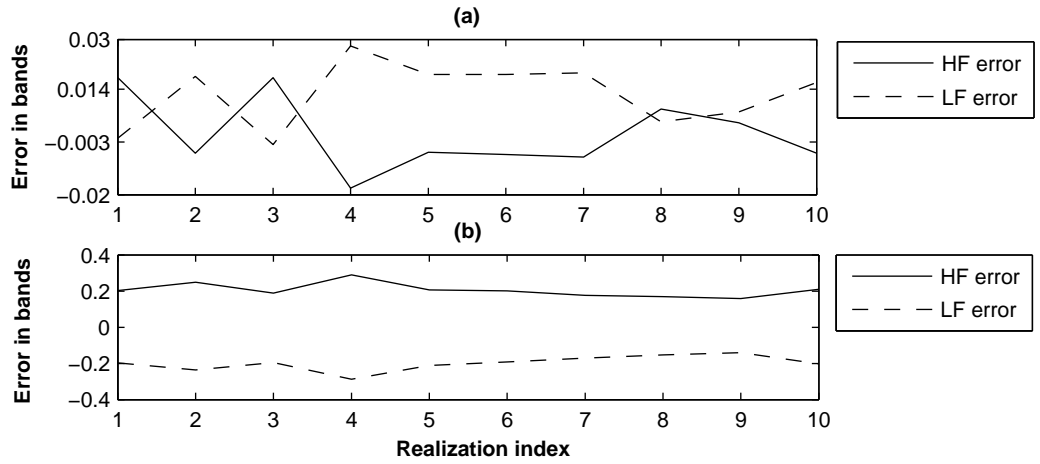 (a)
Error in bands
0.03
0.014
−0.003
−0.02
1 2 3 4 5 6 7 8 9 10
HF error
LF error
(b)
Error in bands
0.4
0.2
0
−0.2
−0.4
1 2 3 4 5 6 7 8 9 10
Realization index
HF error
LF error